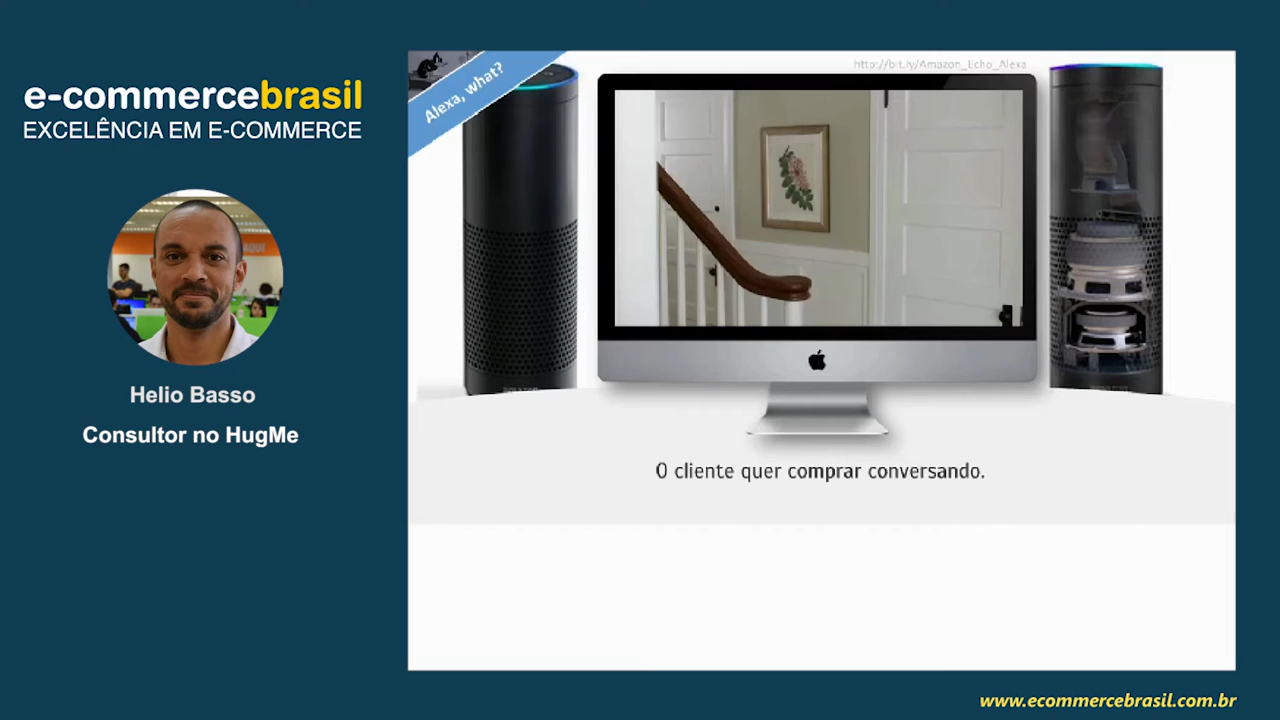 e-commercebrasil
EXCELÊNCIA EM E-COMMERCE
Helio Basso
Consultor no HugMe
Alexa, what?
http://bit.ly/Amazon_Echo_Alexa
O cliente quer comprar conversando.
www.ecommercebrasil.com.br